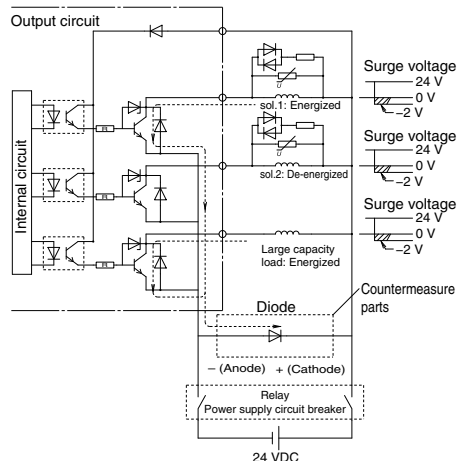 Output circuit
Internal circuit
sol.1: Energized
sol.2: De-energized
Large capacity
load: Energized
Surge voltage
24 V
0 V
–2 V
Surge voltage
24 V
0 V
–2 V
Surge voltage
24 V
0 V
–2 V
Countermeasure
parts
Diode
– (Anode) + (Cathode)
Relay
Power supply circuit breaker
24 VDC